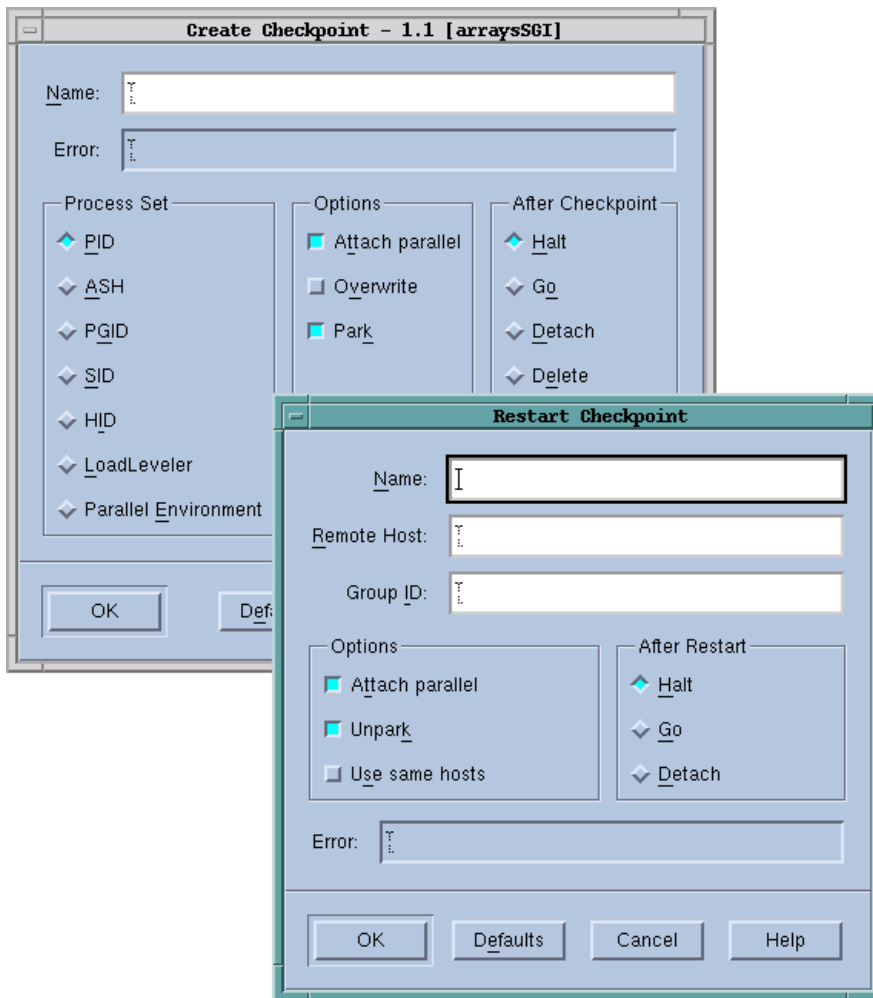 Create Checkpoint - 1.1 [arraysSGI]
Name:
Error:
Process Set
PID
ASH
PGID
SID
HID
LoadLeveler
Parallel Environment
Options
Attach parallel
Overwrite
Park
After Checkpoint
Halt
Go
Detach
Delete
OK
Defa
Restart Checkpoint
Name:
Remote Host:
Group ID:
Options
Attach parallel
Unpark
Use same hosts
After Restart
Halt
Go
Detach
Error:
OK
Defaults
Cancel
Help